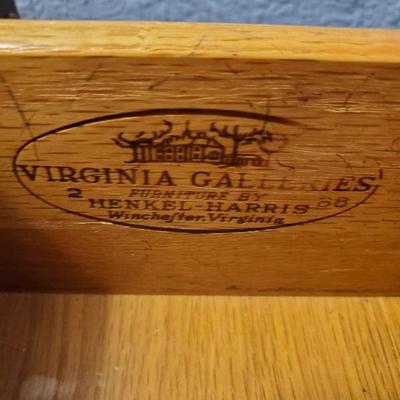 VIRGINIA GALLERIES
2 FURNITURE BY 68
HENKEL-HARRIS
Winchester, Virginia